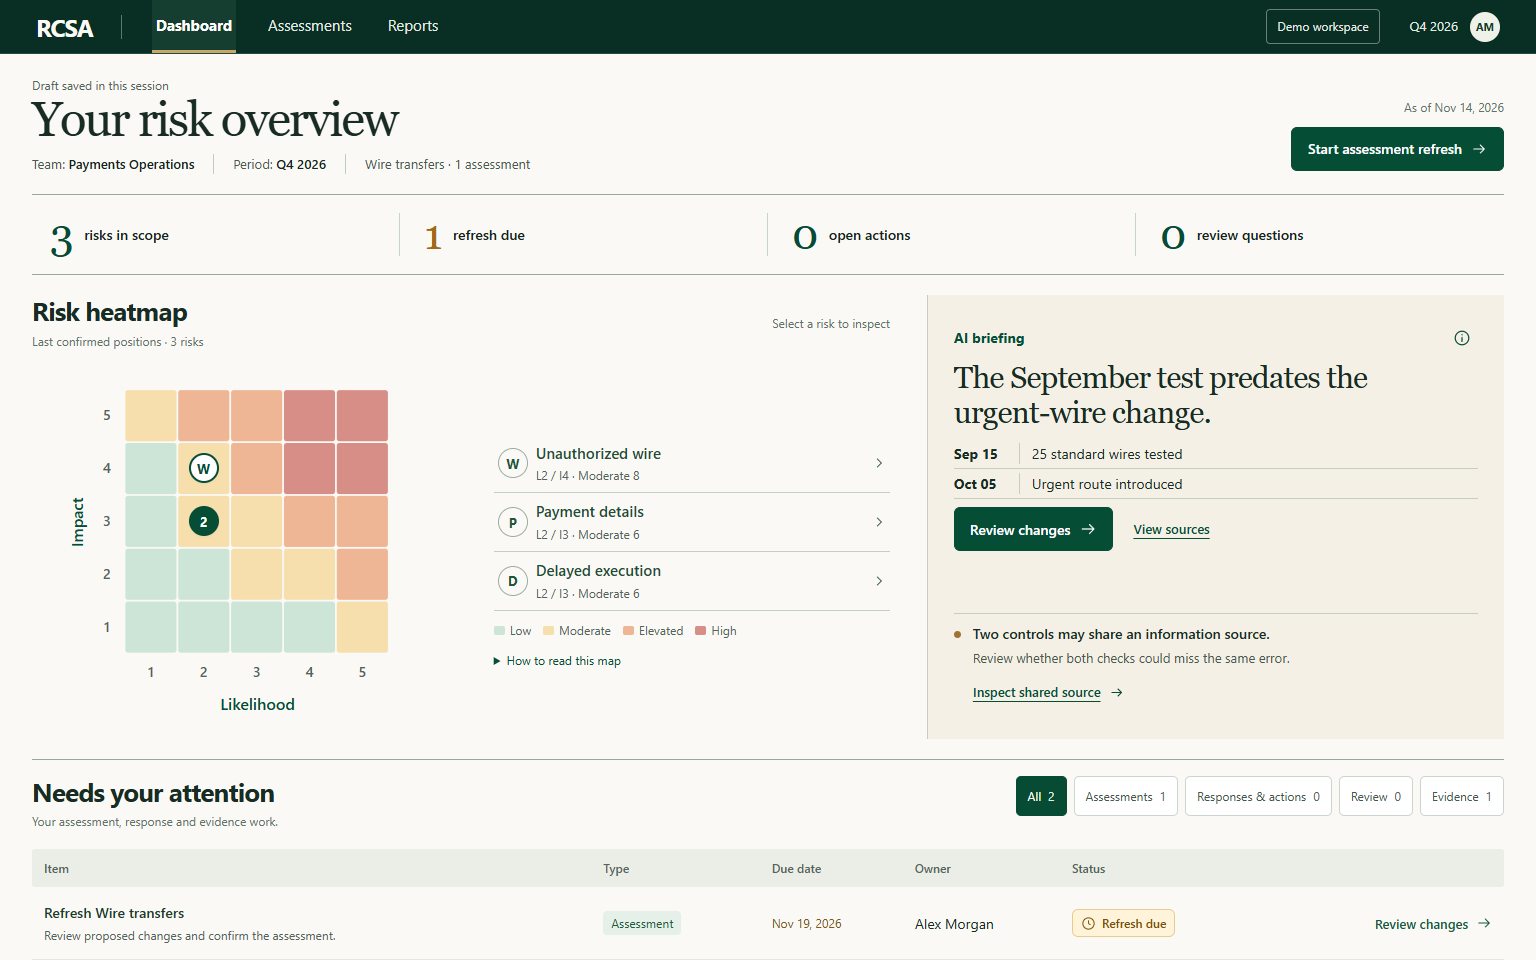 RCSA
Dashboard
Assessments
Reports
Demo workspace
Q4 2026
AM
Draft saved in this session
Your risk overview
Team: Payments Operations
Period: Q4 2026
Wire transfers · 1 assessment
As of Nov 14, 2026
Start assessment refresh →
3 risks in scope
1 refresh due
0 open actions
0 review questions
Risk heatmap
Last confirmed positions · 3 risks
Select a risk to inspect
Impact
5
4
3
2
1
W
2
1 2 3 4 5
Likelihood
W
Unauthorized wire
L2 / I4 · Moderate 8
P
Payment details
L2 / I3 · Moderate 6
D
Delayed execution
L2 / I3 · Moderate 6
Low Moderate Elevated High
How to read this map
AI briefing
The September test predates the
urgent-wire change.
Sep 15 25 standard wires tested
Oct 05 Urgent route introduced
Review changes →
View sources
Two controls may share an information source.
Review whether both checks could miss the same error.
Inspect shared source →
Needs your attention
Your assessment, response and evidence work.
All 2
Assessments 1
Responses & actions 0
Review 0
Evidence 1
Item Type Due date Owner Status
Refresh Wire transfers
Review proposed changes and confirm the assessment.
Assessment
Nov 19, 2026
Alex Morgan
Refresh due
Review changes →